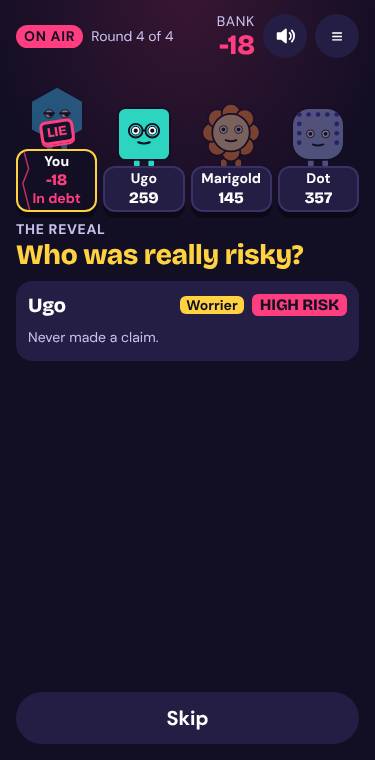 ON AIR Round 4 of 4
BANK
-18
LIE
You
-18
In debt
Ugo
259
Marigold
145
Dot
357
THE REVEAL
Who was really risky?
Ugo Worrier HIGH RISK
Never made a claim.
Skip